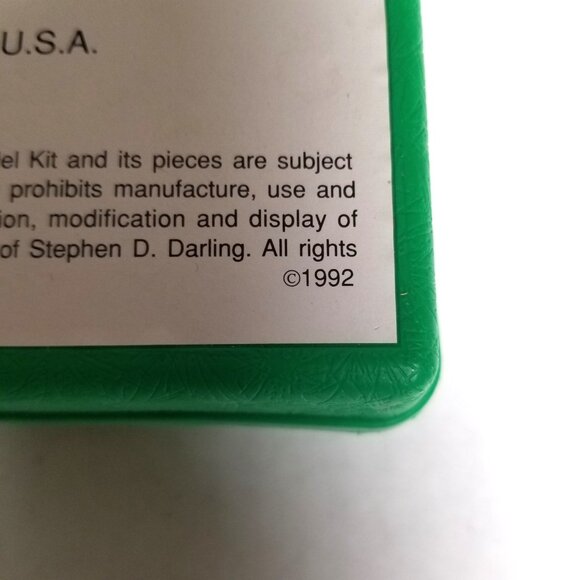 U.S.A.
el Kit and its pieces are subject
prohibits manufacture, use and
ion, modification and display of
of Stephen D. Darling. All rights
©1992